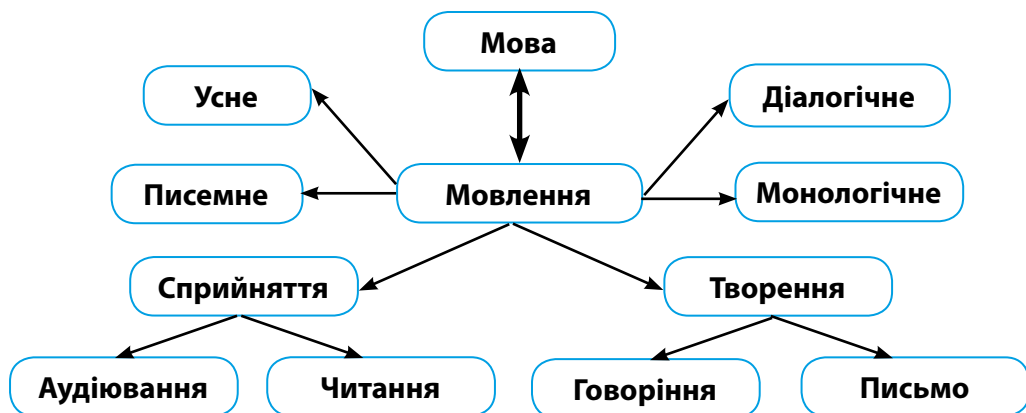 Мова
Усне
Діалогічне
Писемне
Мовлення
Монологічне
Сприйняття
Творення
Аудіювання
Читання
Говоріння
Письмо